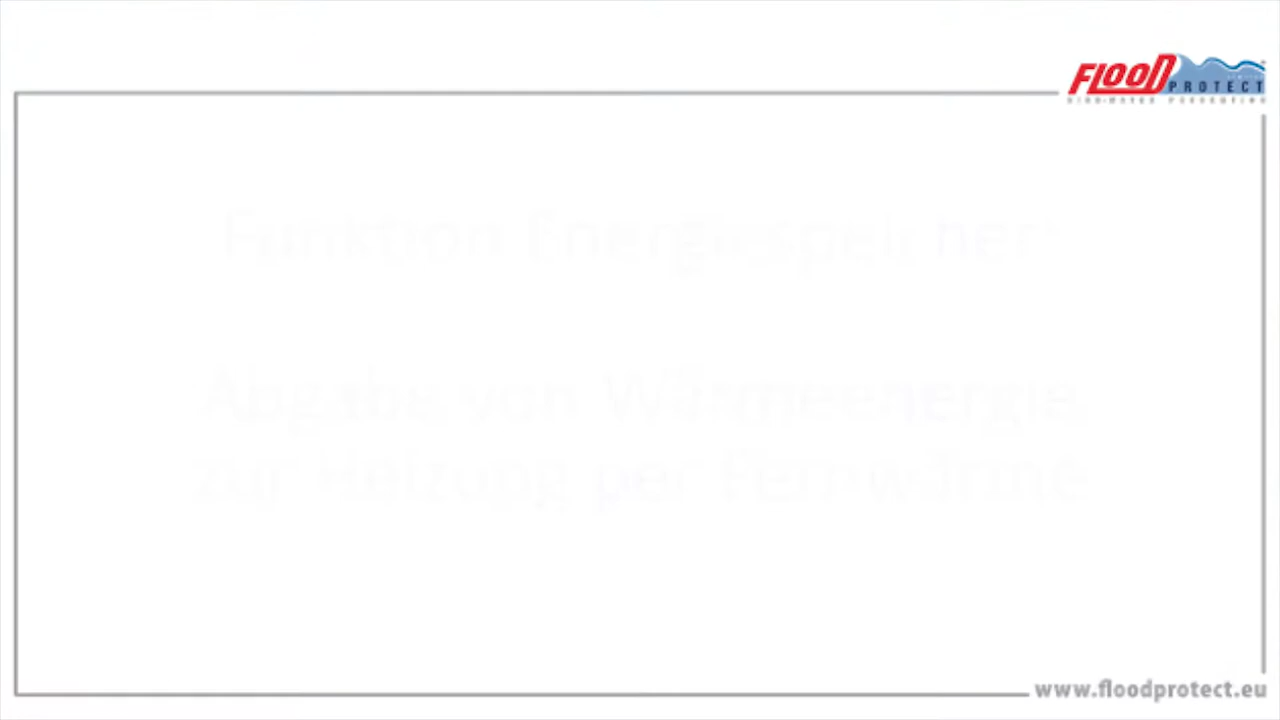 FLOOD
PROTECT
Funktion Energiespeicher
Abgabe von Wärmeenergie
zur Heizung per Fernwärme
www.floodprotect.eu